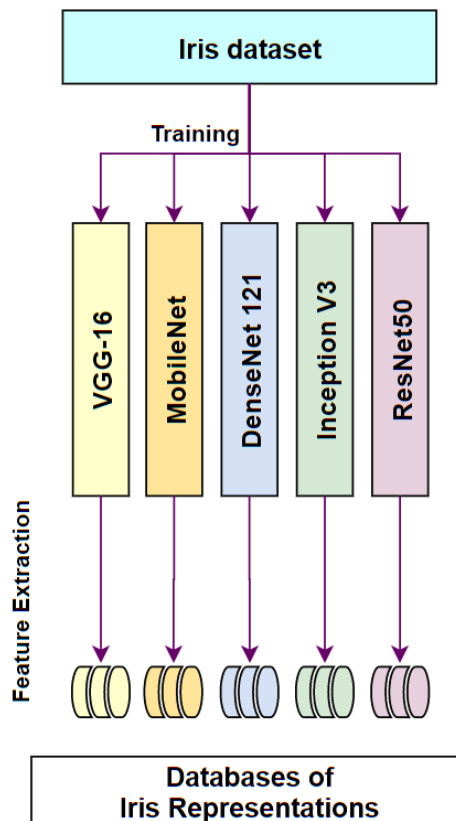 Iris dataset
Training
VGG-16
MobileNet
DenseNet 121
Inception V3
ResNet50
Feature Extraction
Databases of
Iris Representations